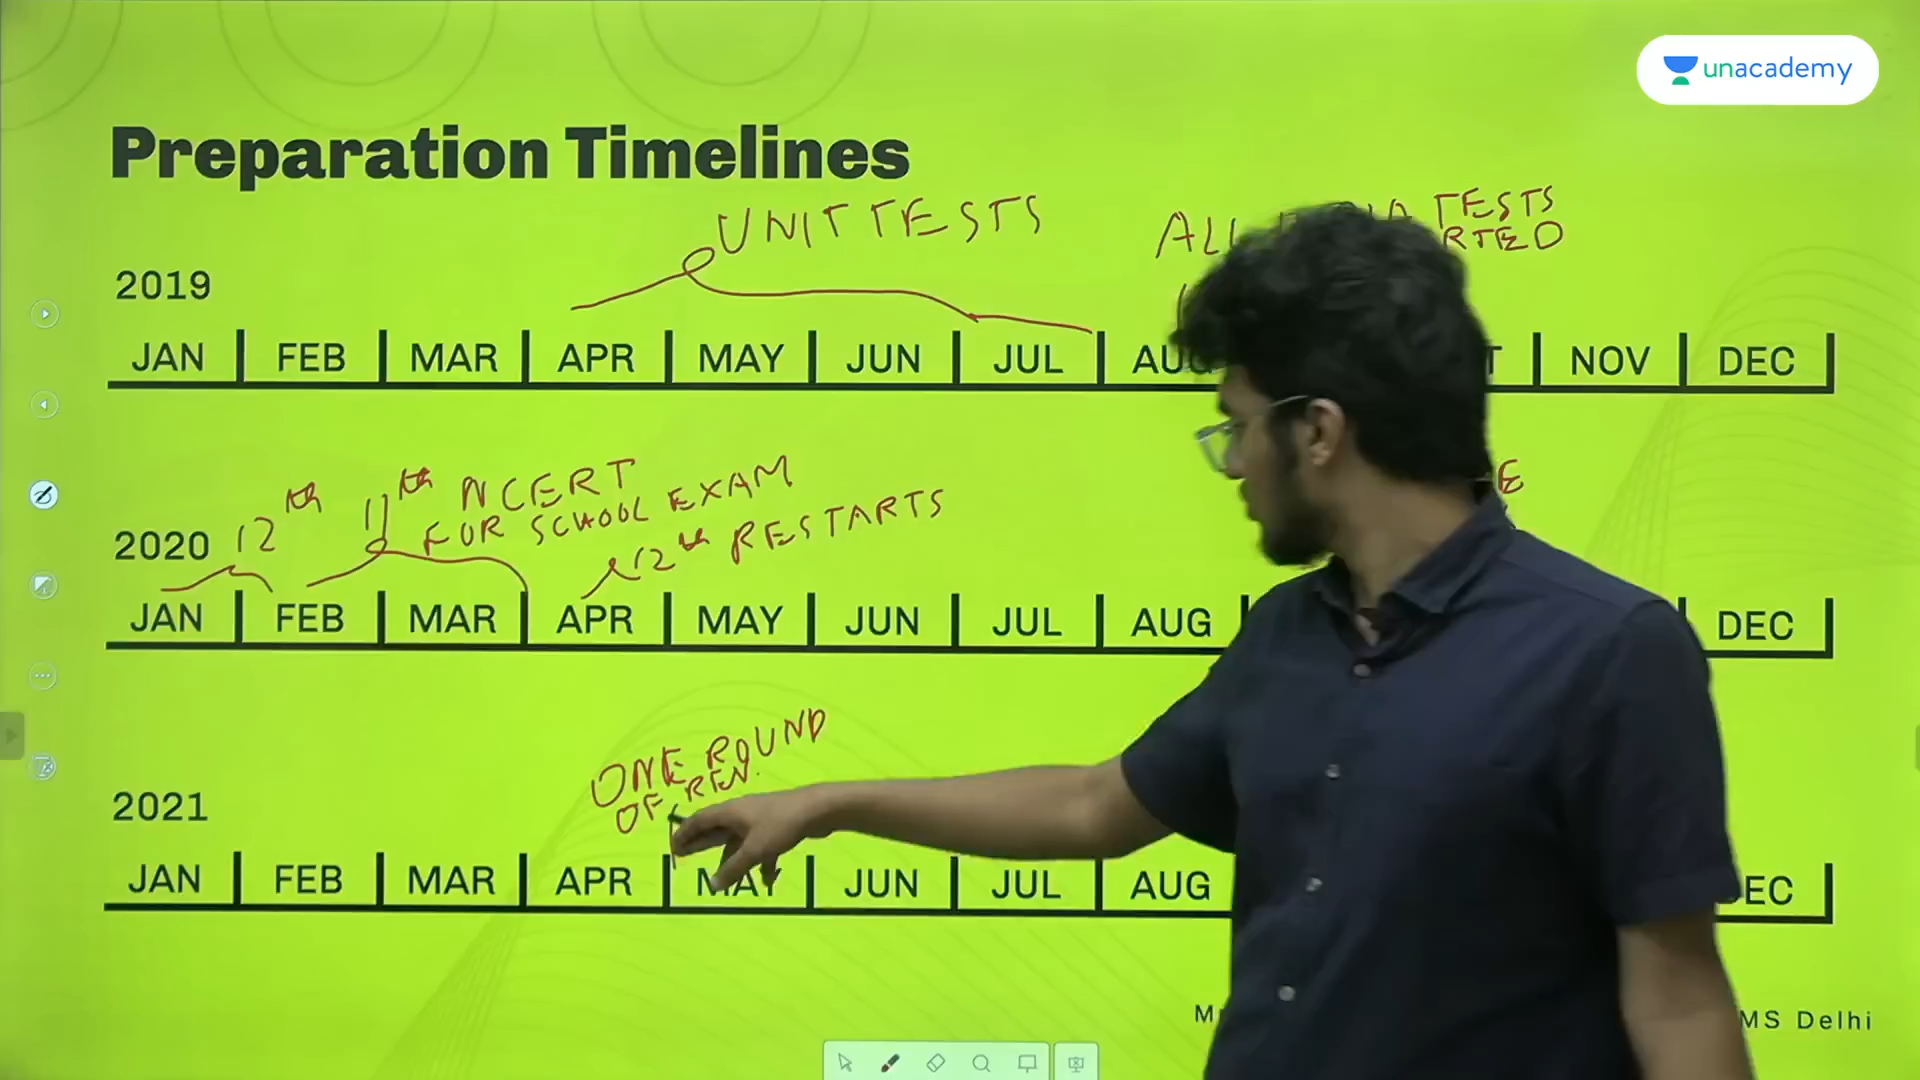 unacademy
Preparation Timelines
UNIT TESTS
TESTS
2019
JAN FEB MAR APR MAY JUN JUL AUG NOV DEC
12th 11th NCERT
FOR SCHOOL EXAM
2020
12th RESTARTS
JAN FEB MAR APR MAY JUN JUL AUG DEC
ONE ROUND
OF REV.
2021
JAN FEB MAR APR MAY JUN JUL AUG
MS Delhi